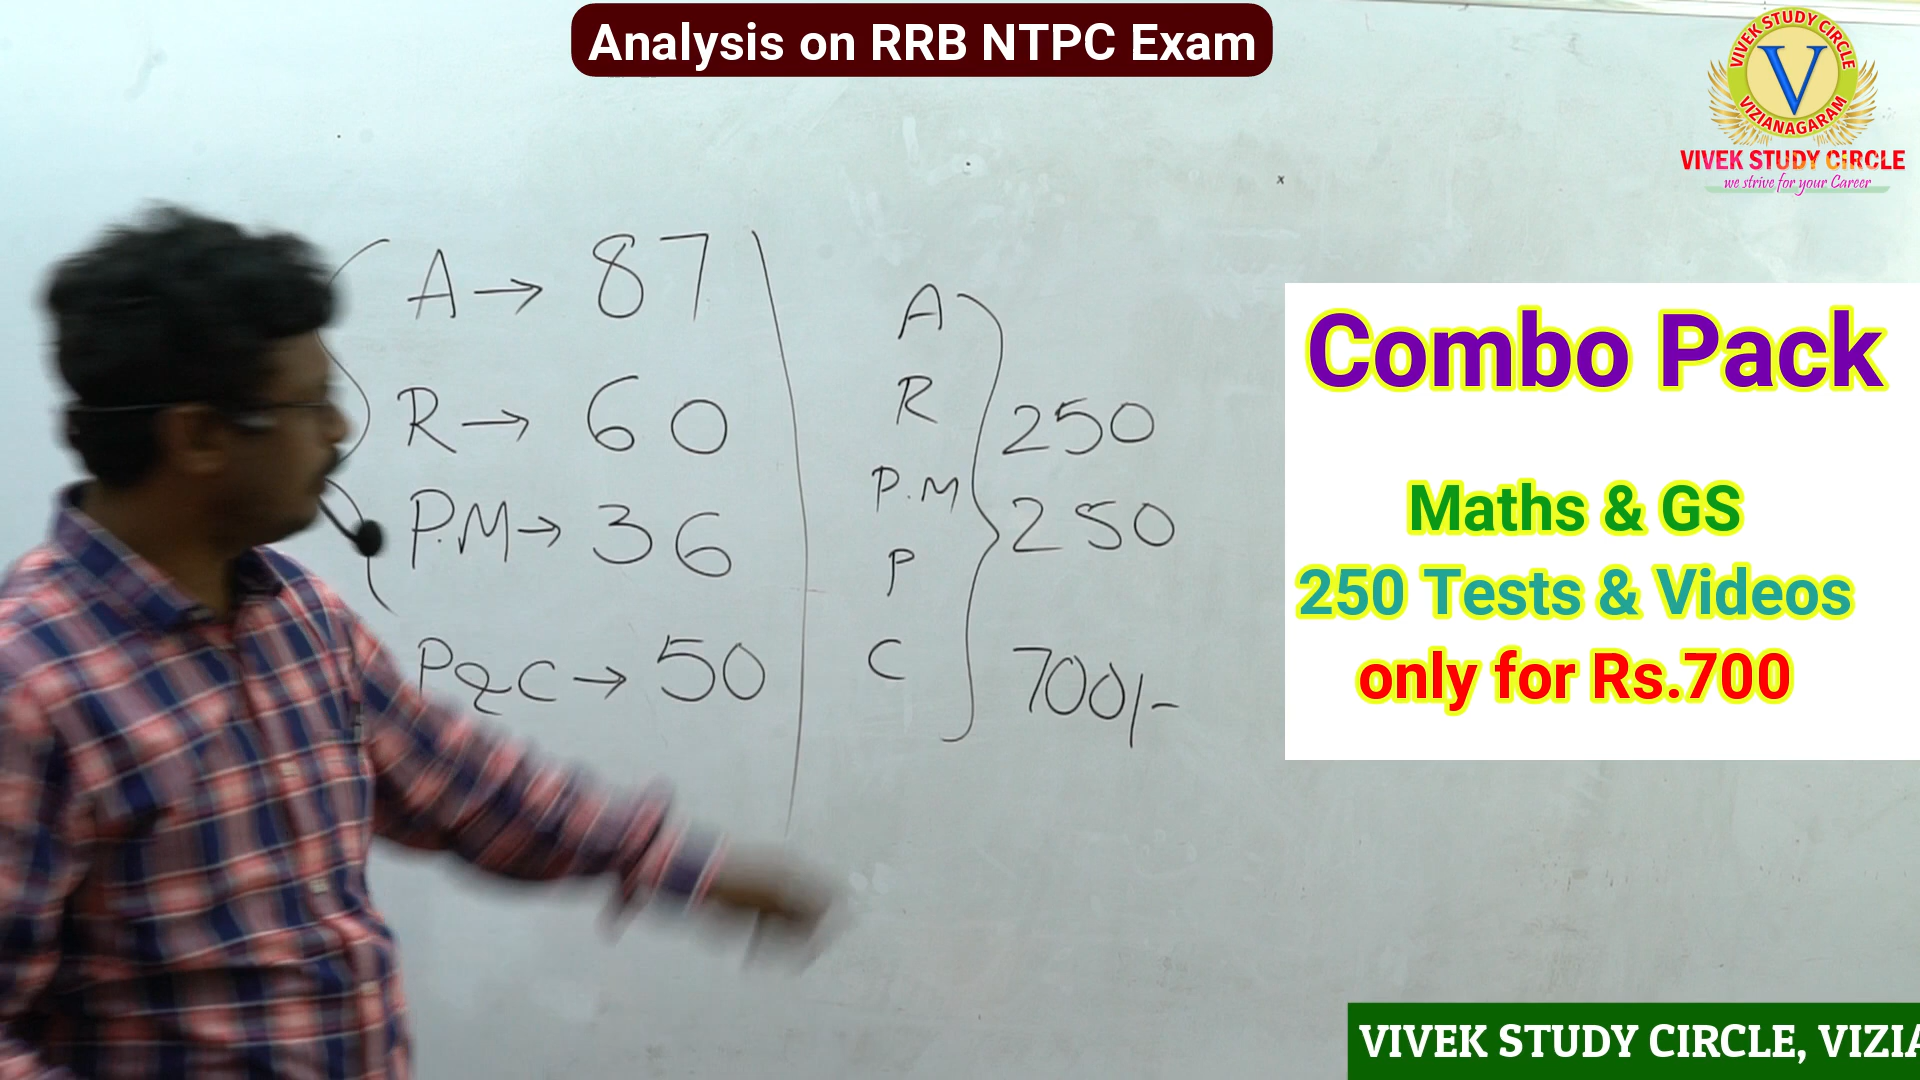 Analysis on RRB NTPC Exam
VIVEK STUDY CIRCLE
VIZIANAGARAM
V
VIVEK STUDY CIRCLE
we strive for your Career
A → 87
R → 60
P.M → 36
P & C → 50
A
R
P.M
P
C
250
250
700/-
Combo Pack
Maths & GS
250 Tests & Videos
only for Rs.700
VIVEK STUDY CIRCLE, VIZIA